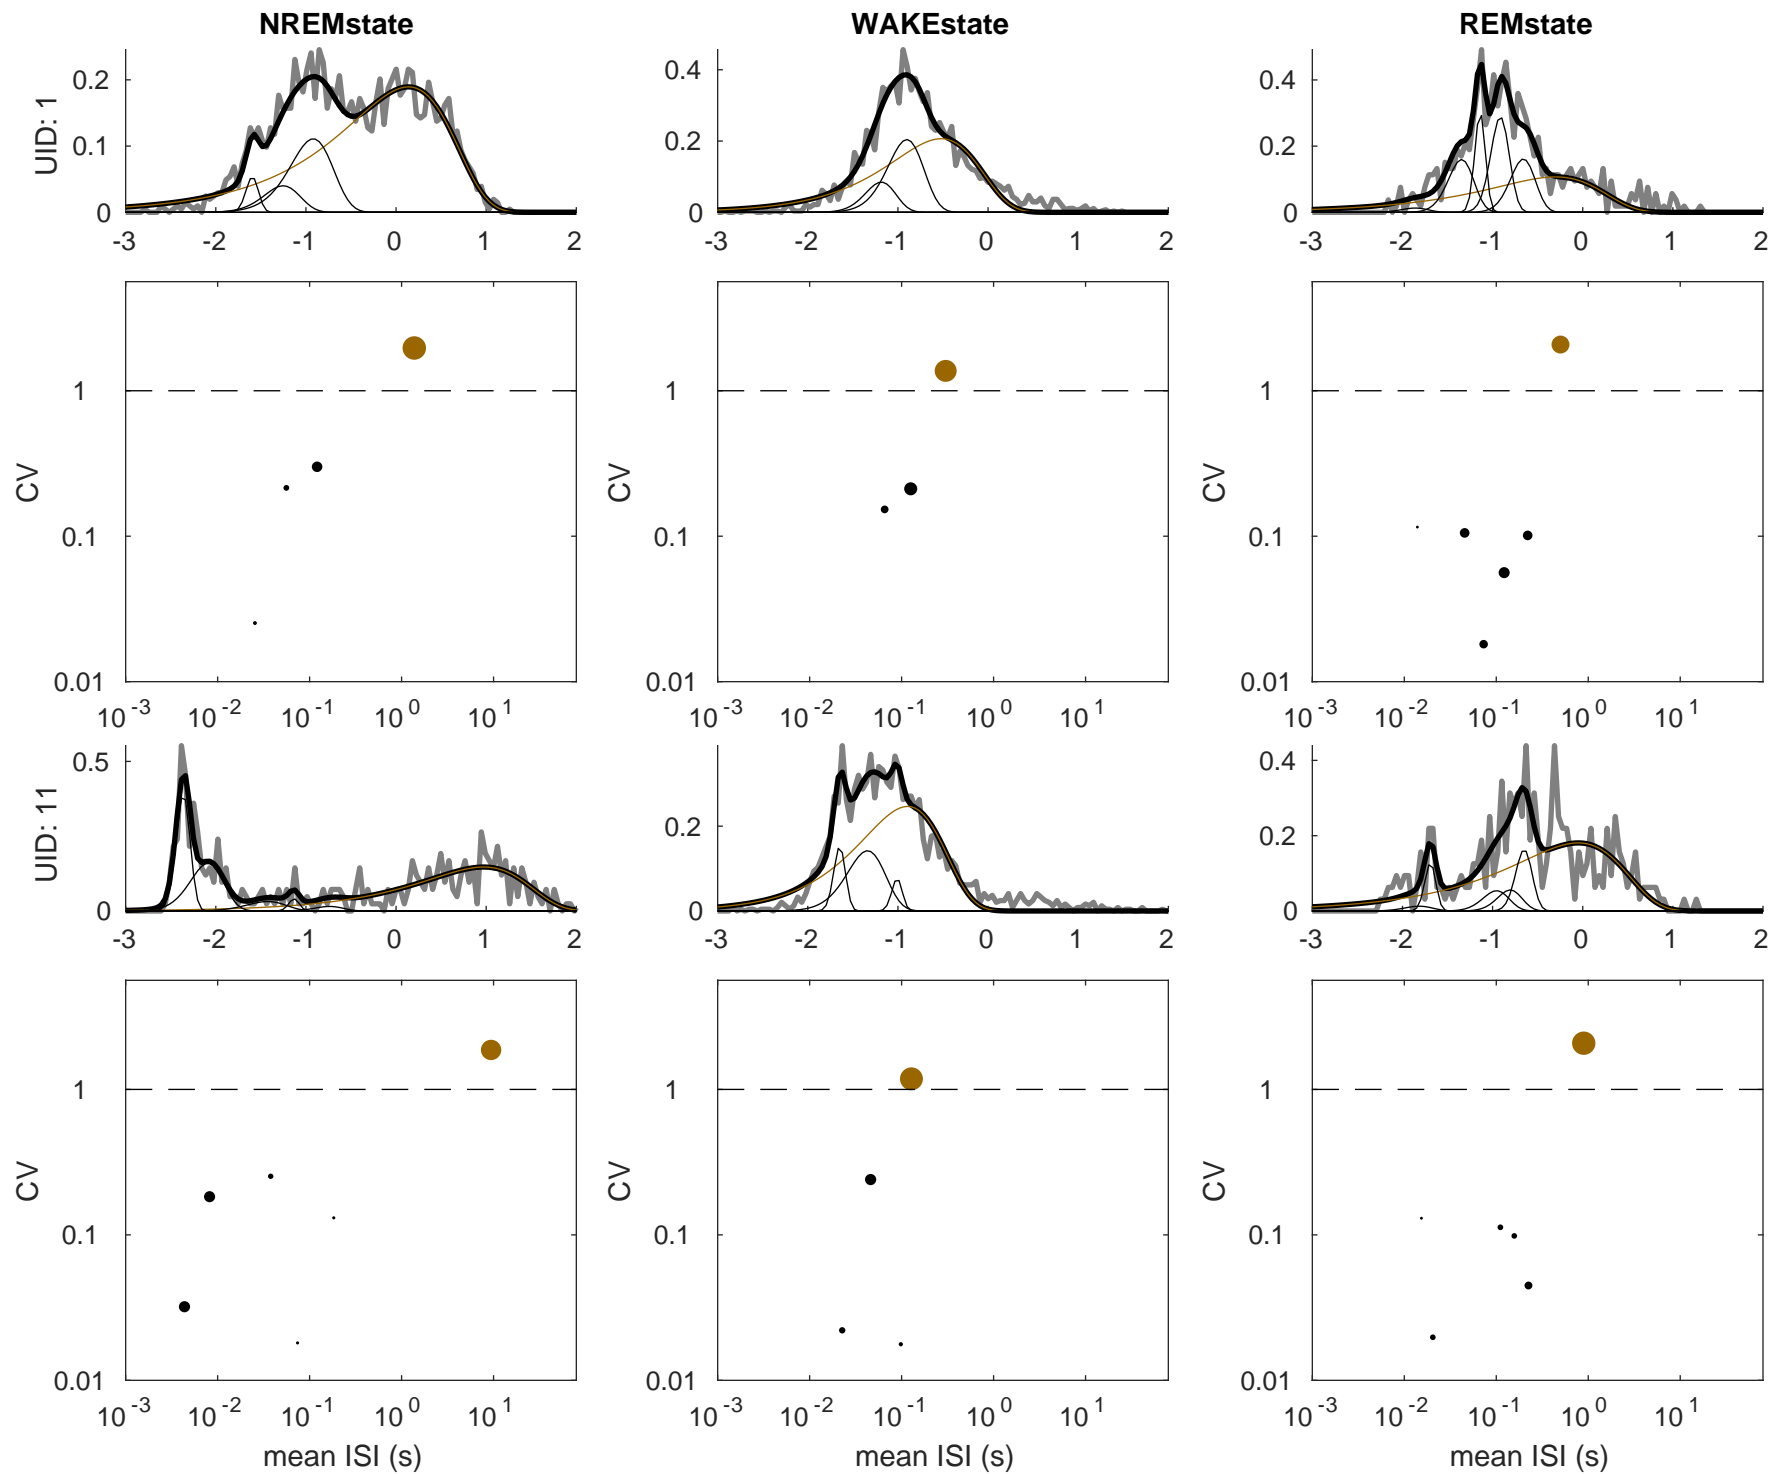 NREMstate WAKEstate REMstate
UID: 1
0.2 0.1 0
0.4 0.2 0
0.4 0.2 0
-3 -2 -1 0 1 2
-3 -2 -1 0 1 2
-3 -2 -1 0 1 2
CV
1 0.1 0.01
CV
1 0.1 0.01
CV
1 0.1 0.01
10^-3 10^-2 10^-1 10^0 10^1
10^-3 10^-2 10^-1 10^0 10^1
10^-3 10^-2 10^-1 10^0 10^1
UID: 11
0.5 0
0.2 0
0.4 0.2 0
-3 -2 -1 0 1 2
-3 -2 -1 0 1 2
-3 -2 -1 0 1 2
CV
1 0.1 0.01
CV
1 0.1 0.01
CV
1 0.1 0.01
10^-3 10^-2 10^-1 10^0 10^1
10^-3 10^-2 10^-1 10^0 10^1
10^-3 10^-2 10^-1 10^0 10^1
mean ISI (s) mean ISI (s) mean ISI (s)